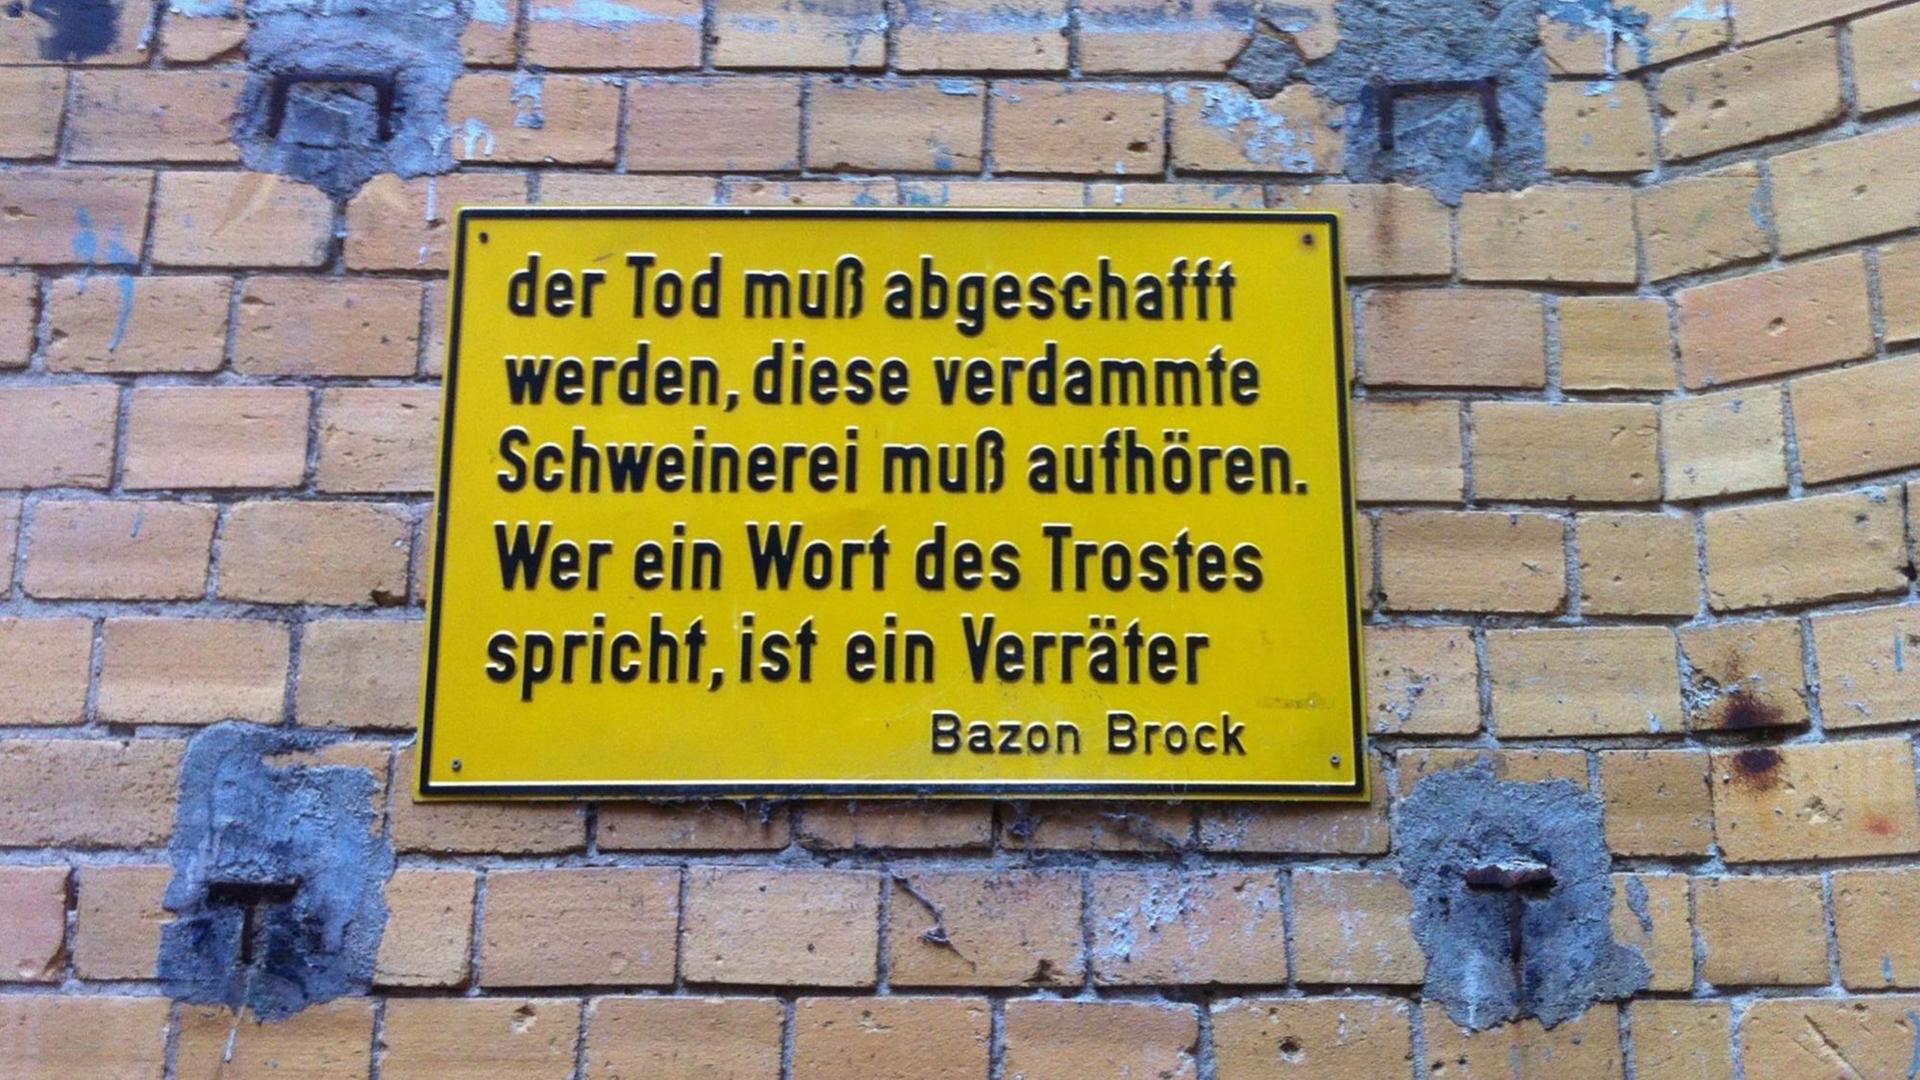 der Tod muß abgeschafft
werden, diese verdammte
Schweinerei muß aufhören.
Wer ein Wort des Trostes
spricht, ist ein Verräter
Bazon Brock